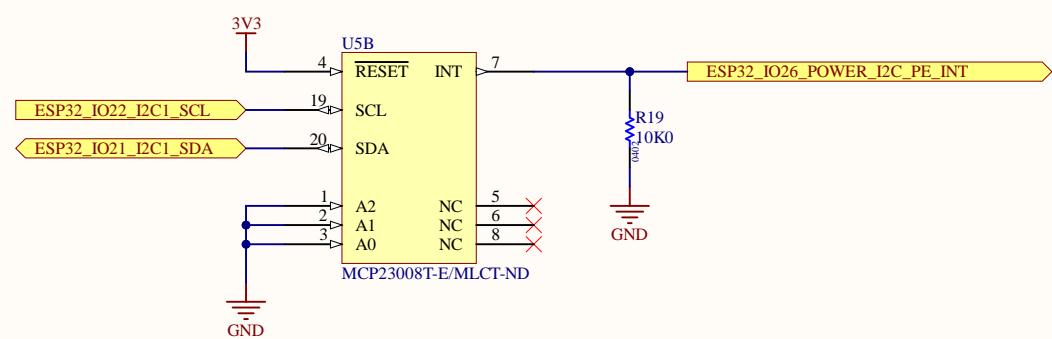 3V3
U5B
4 RESET INT 7 ESP32_IO26_POWER_I2C_PE_INT
ESP32_IO22_I2C1_SCL 19 SCL
R19
10K0
0402
ESP32_IO21_I2C1_SDA 20 SDA
1 A2 NC 5
2 A1 NC 6
3 A0 NC 8
GND
MCP23008T-E/MLCT-ND
GND